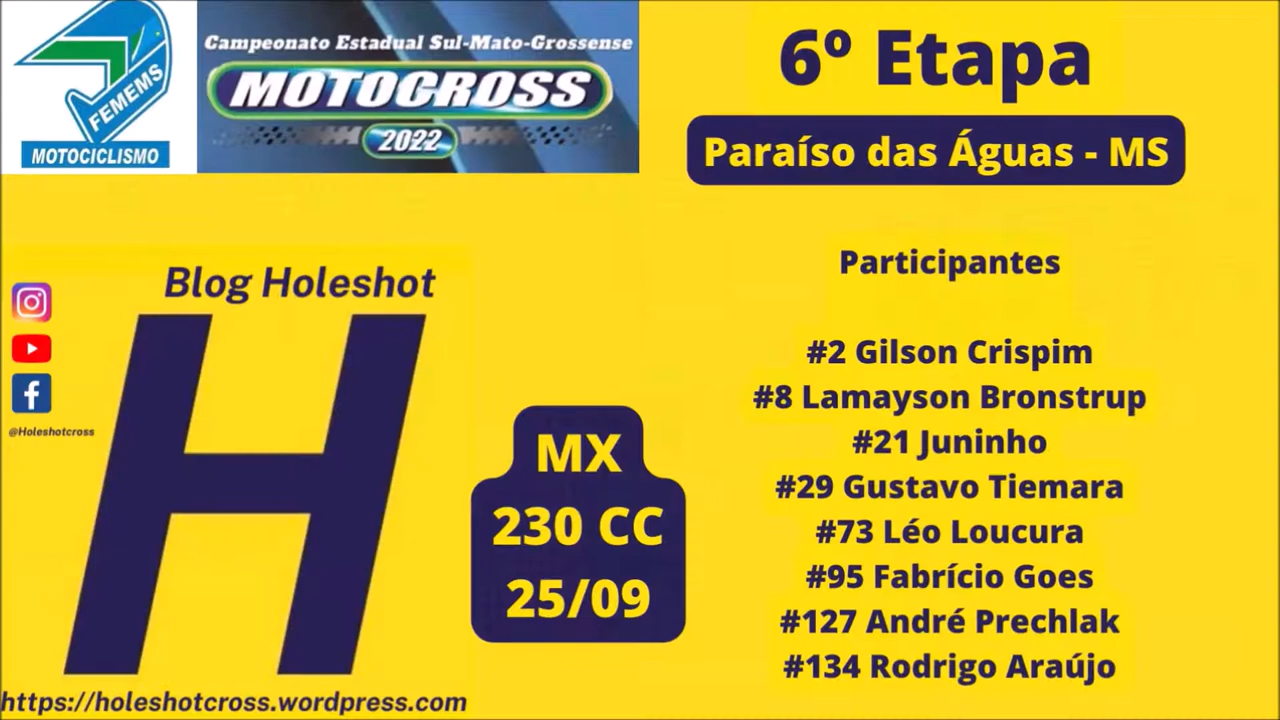 FEMEMS
MOTOCICLISMO
Campeonato Estadual Sul-Mato-Grossense
MOTOCROSS
2022
6º Etapa
Paraíso das Águas - MS
Blog Holeshot
H
@Holeshotcross
MX
230 CC
25/09
Participantes
#2 Gilson Crispim
#8 Lamayson Bronstrup
#21 Juninho
#29 Gustavo Tiemara
#73 Léo Loucura
#95 Fabrício Goes
#127 André Prechlak
#134 Rodrigo Araújo
https://holeshotcross.wordpress.com